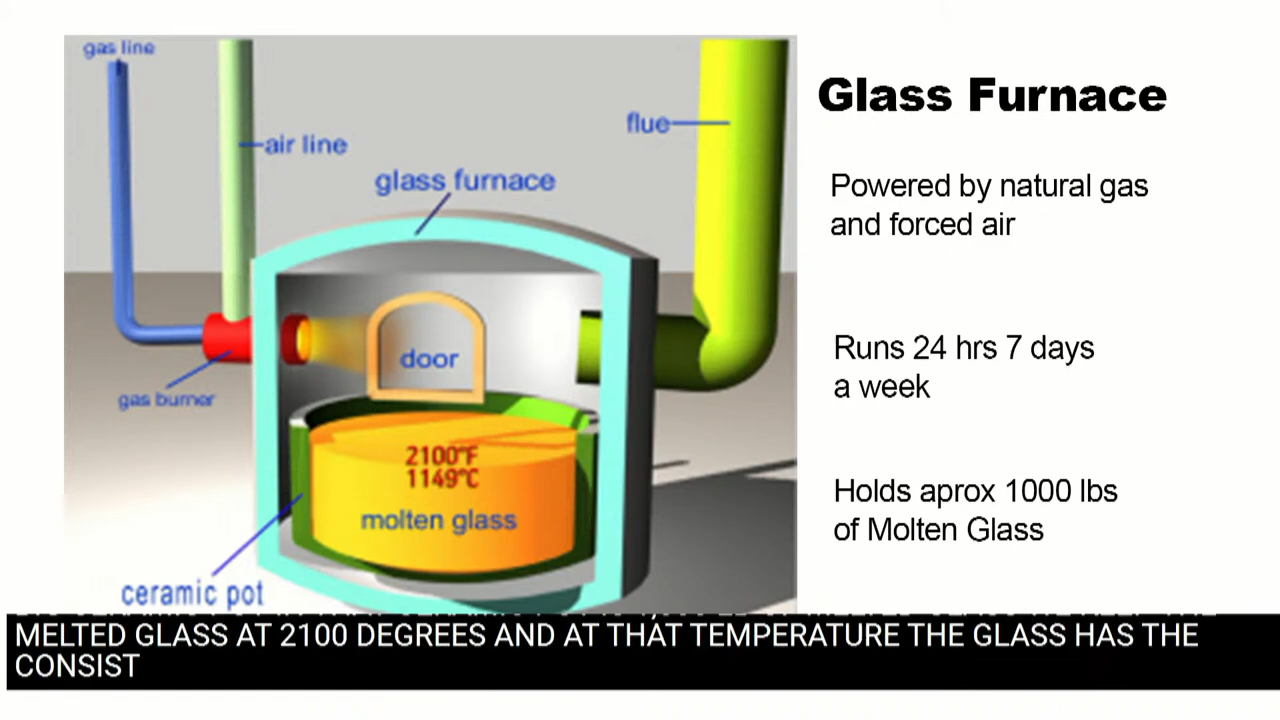 gas line
air line
flue
glass furnace
door
gas burner
2100°F
1149°C
molten glass
ceramic pot
Glass Furnace
Powered by natural gas
and forced air
Runs 24 hrs 7 days
a week
Holds aprox 1000 lbs
of Molten Glass
MELTED GLASS AT 2100 DEGREES AND AT THAT TEMPERATURE THE GLASS HAS THE
CONSIST